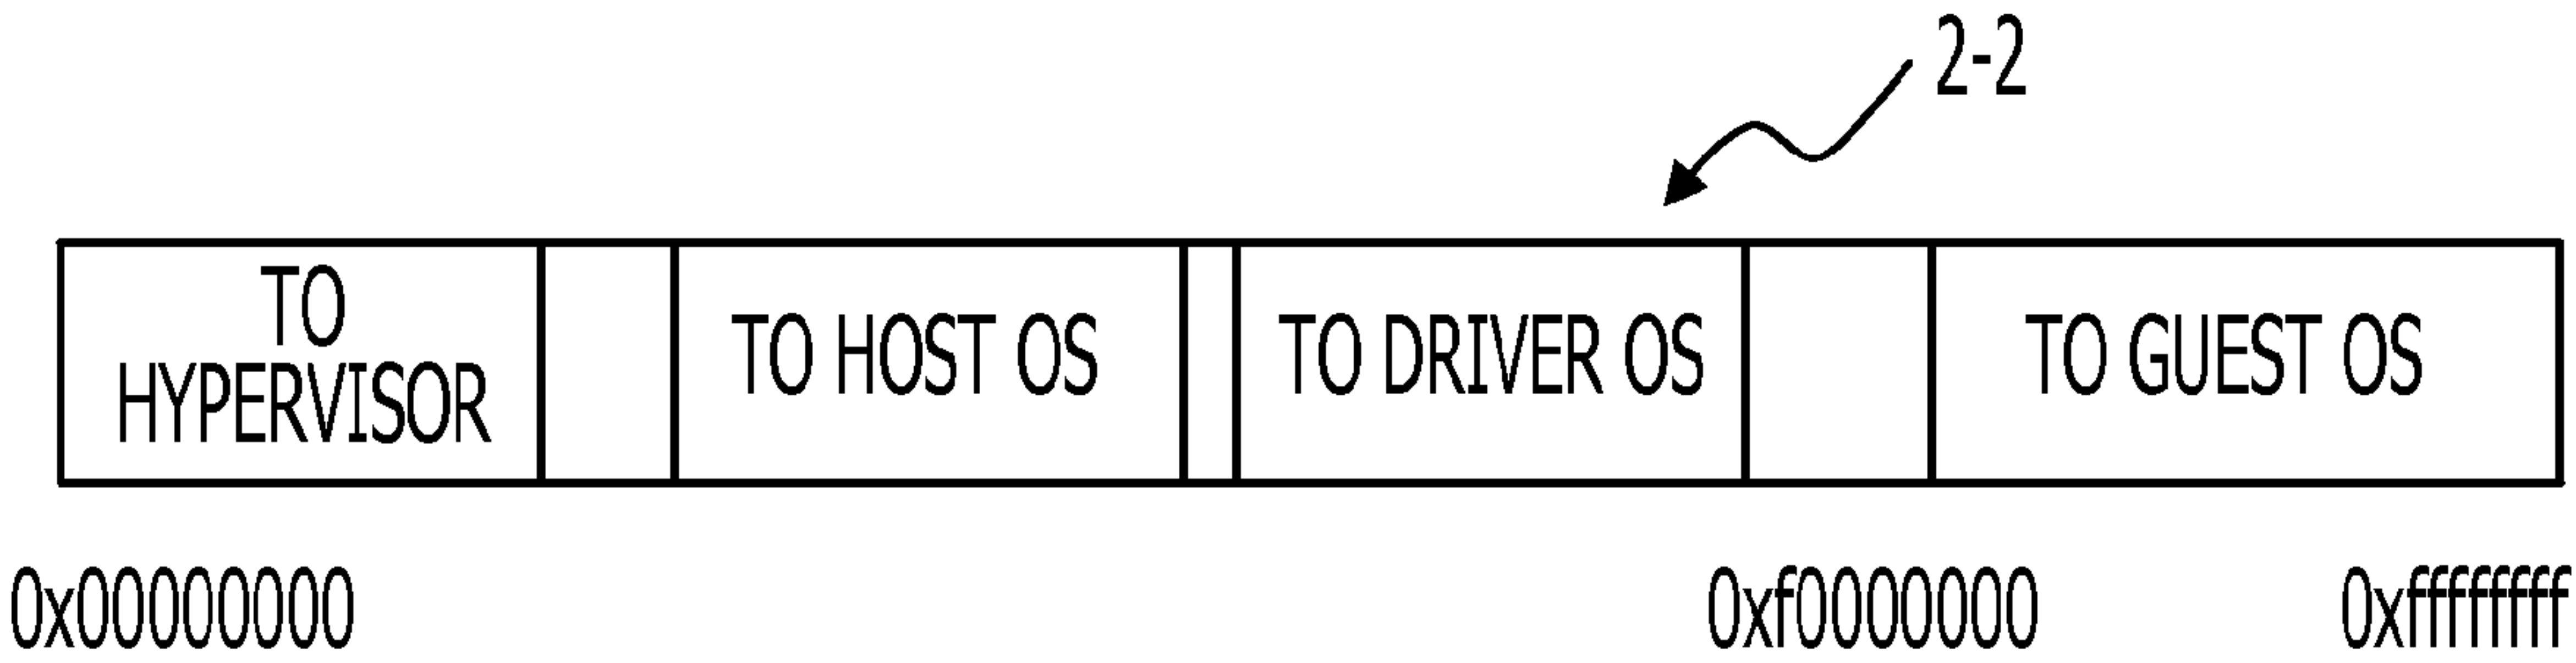 2-2
TO
HYPERVISOR
TO HOST OS
TO DRIVER OS
TO GUEST OS
0x00000000
0xf0000000
0xffffffff